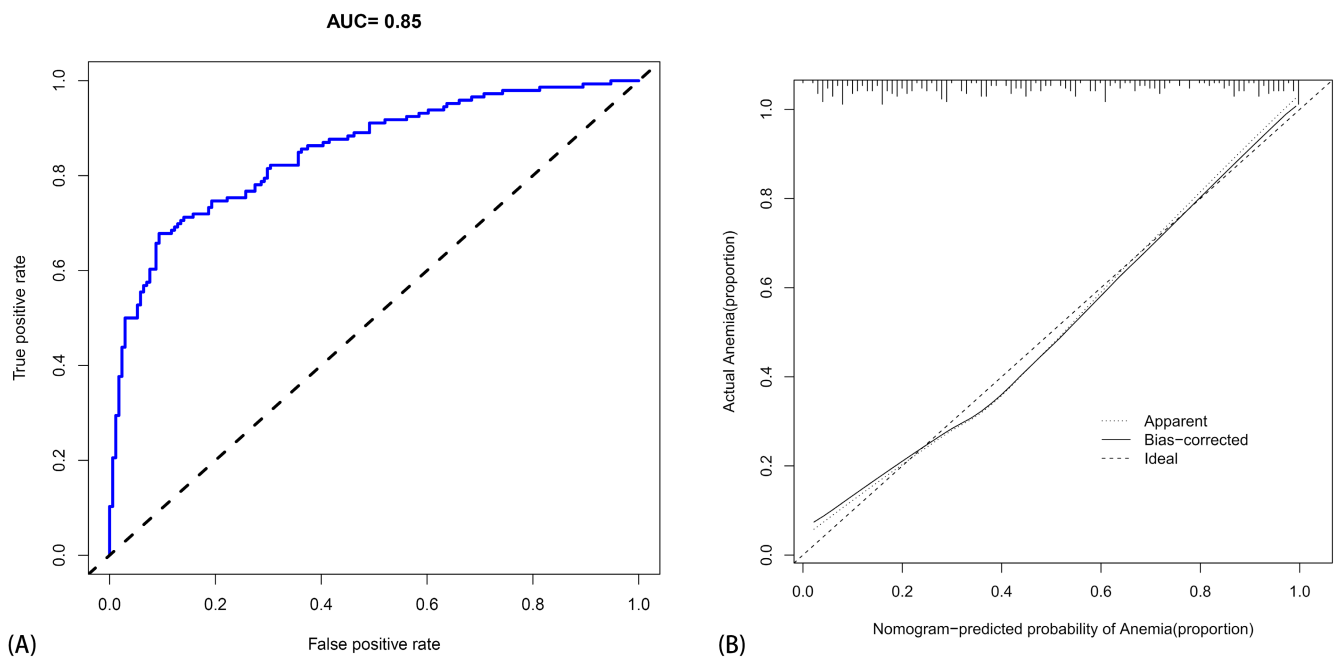 AUC= 0.85
True positive rate
1.0
0.8
0.6
0.4
0.2
0.0
0.0 0.2 0.4 0.6 0.8 1.0
False positive rate
(A)
Actual Anemia(proportion)
1.0
0.8
0.6
0.4
0.2
0.0
Apparent
Bias−corrected
Ideal
0.0 0.2 0.4 0.6 0.8 1.0
Nomogram−predicted probability of Anemia(proportion)
(B)